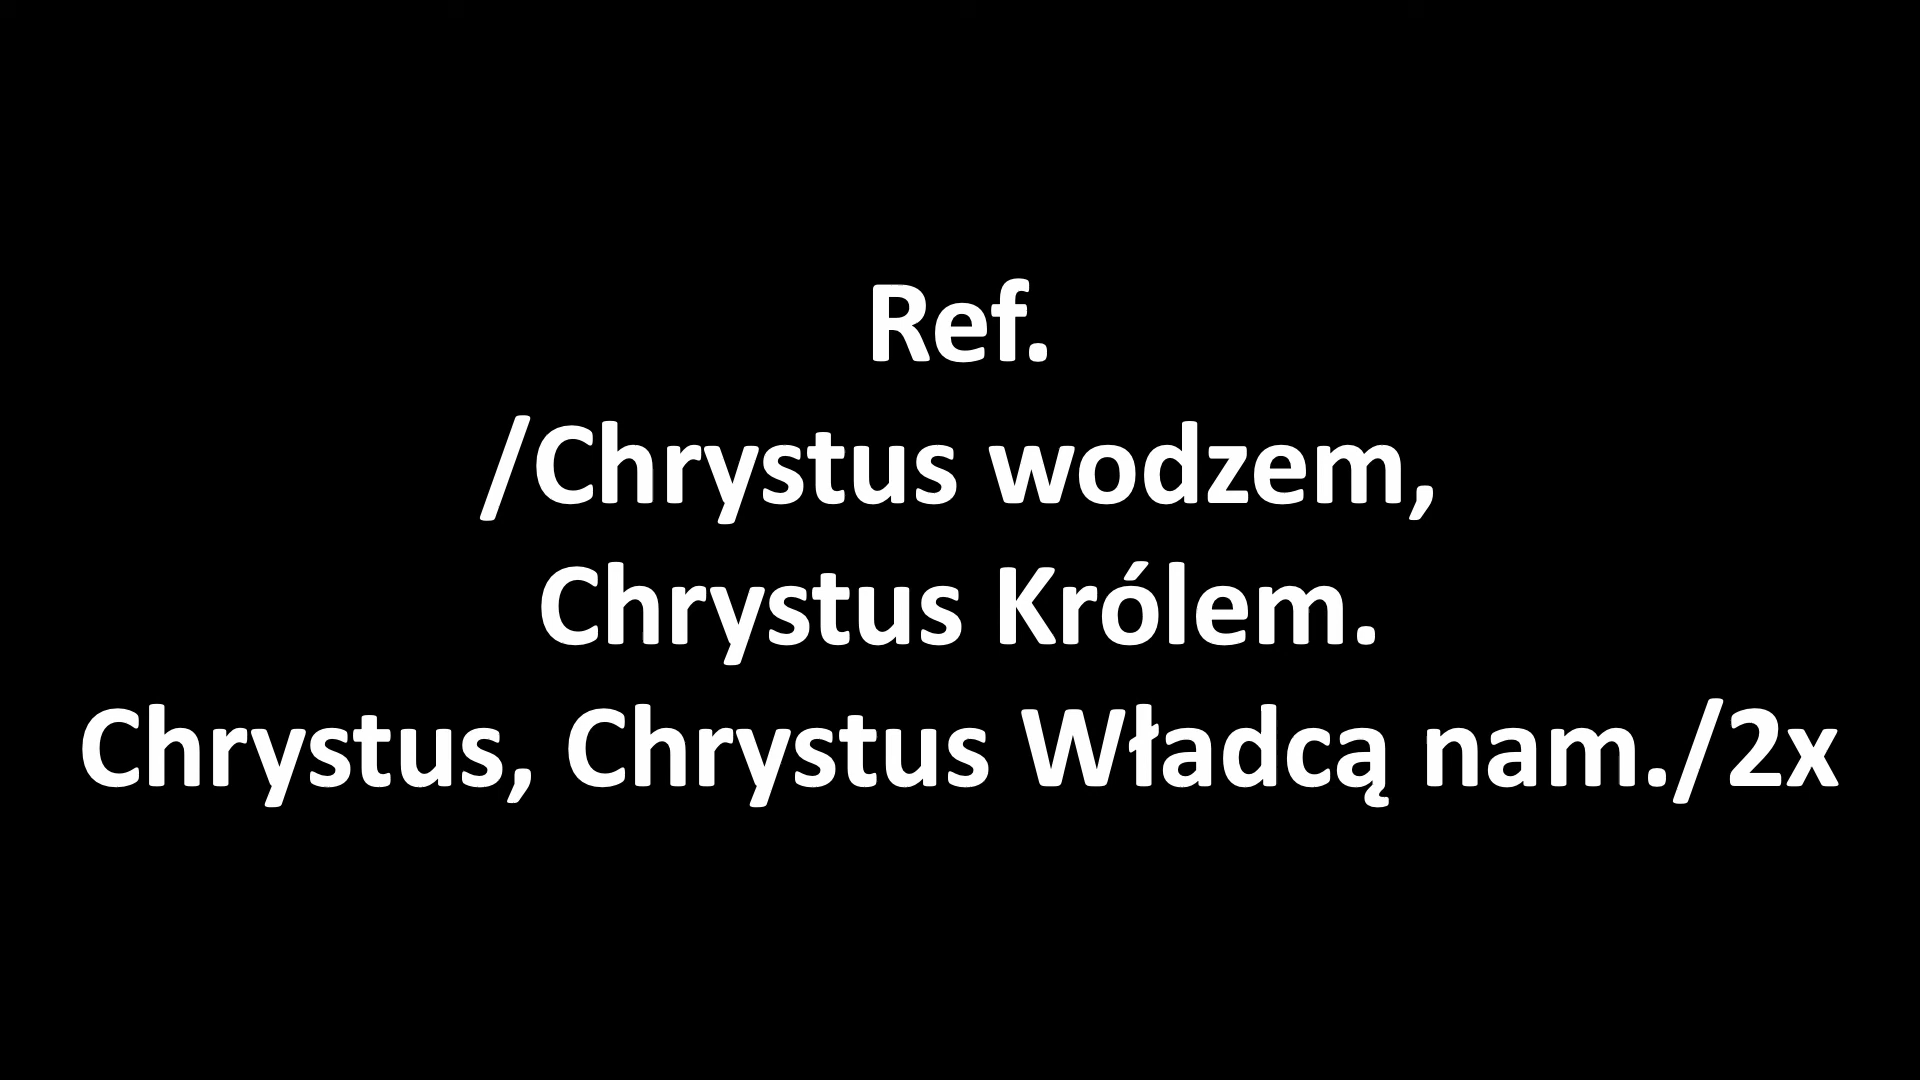 Ref.
/Chrystus wodzem,
Chrystus Królem.
Chrystus, Chrystus Władcą nam./2x